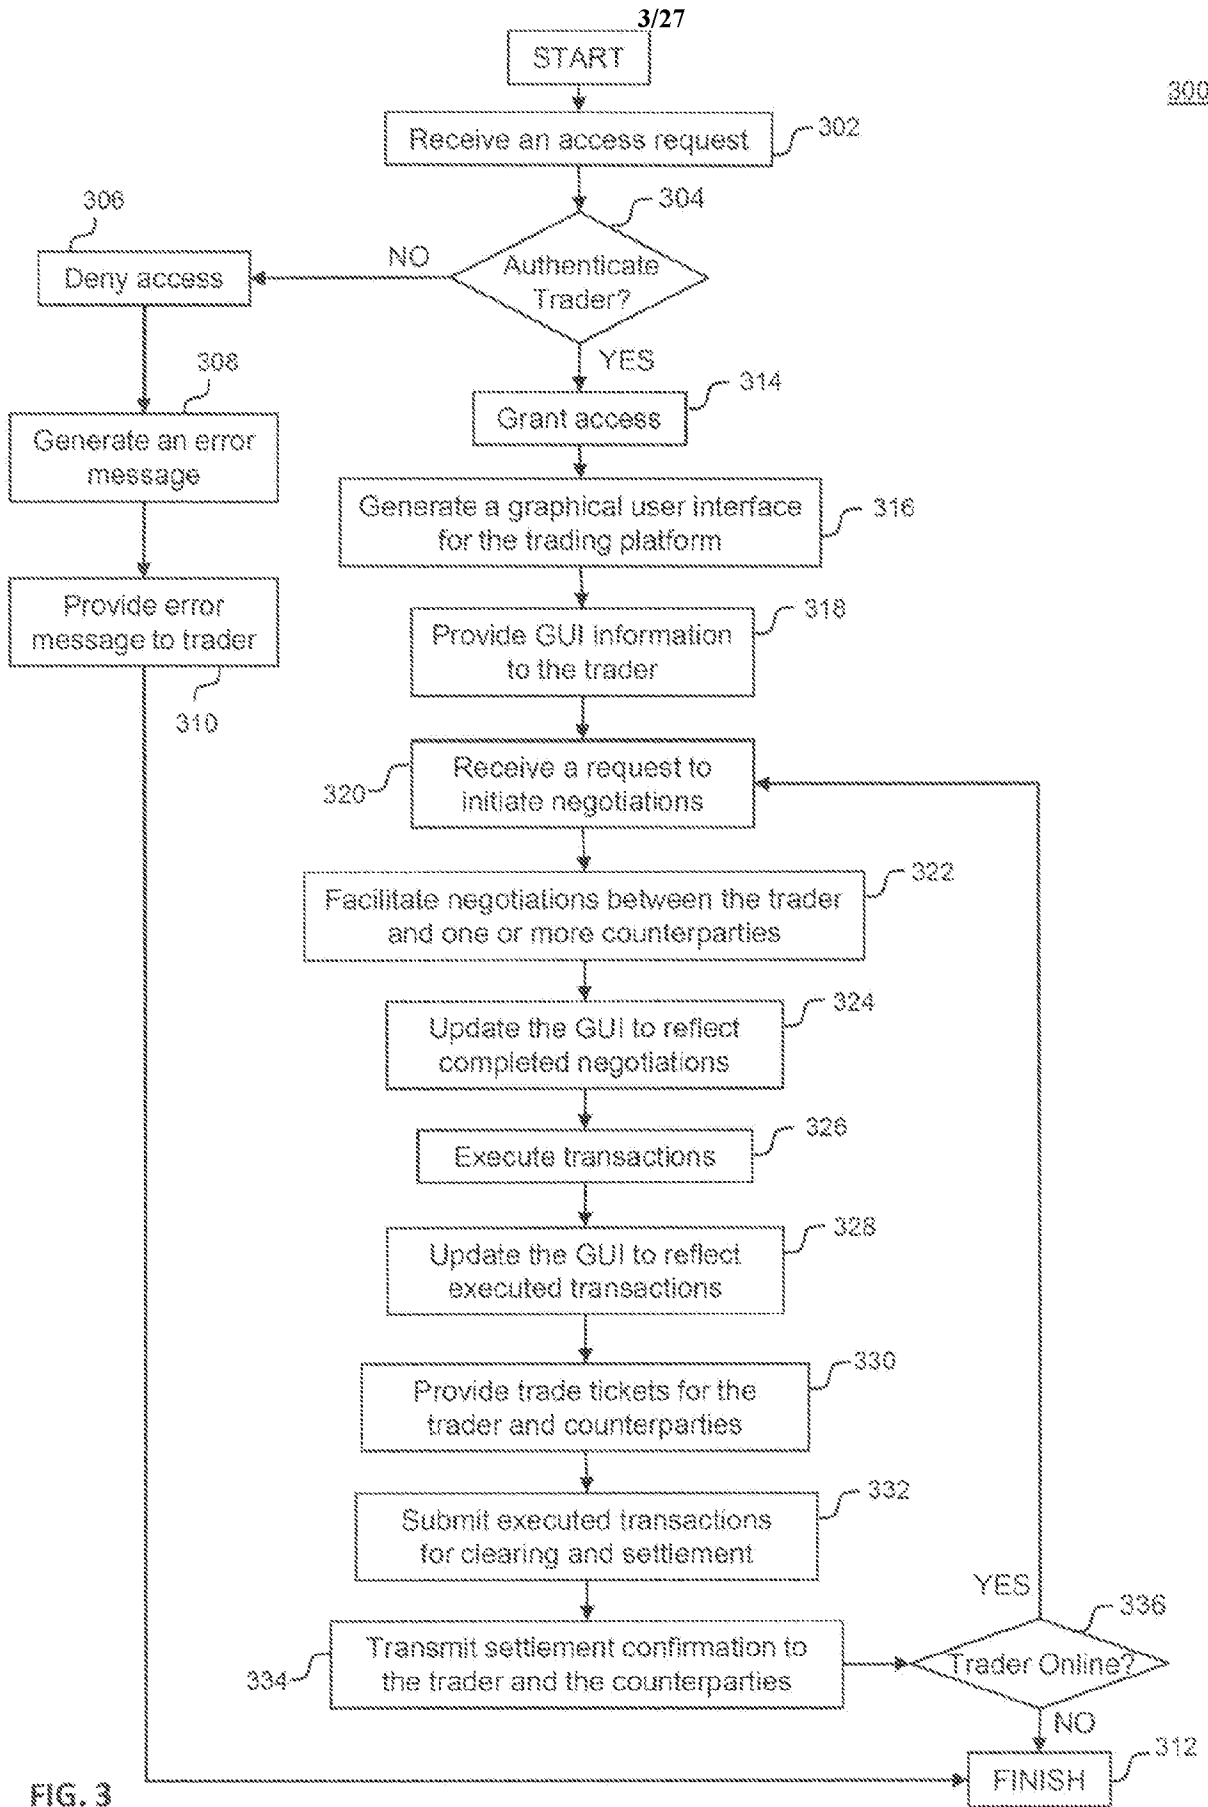 3/27
START
300
Receive an access request
302
304
306
NO
Authenticate
Trader?
Deny access
YES
308
314
Grant access
Generate an error
message
Generate a graphical user interface
for the trading platform
316
Provide error
message to trader
310
318
Provide GUI information
to the trader
Receive a request to
initiate negotiations
320
322
Facilitate negotiations between the trader
and one or more counterparties
324
Update the GUI to reflect
completed negotiations
326
Execute transactions
328
Update the GUI to reflect
executed transactions
330
Provide trade tickets for the
trader and counterparties
332
Submit executed transactions
for clearing and settlement
YES
336
Transmit settlement confirmation to
the trader and the counterparties
334
Trader Online?
NO
312
FINISH
FIG. 3